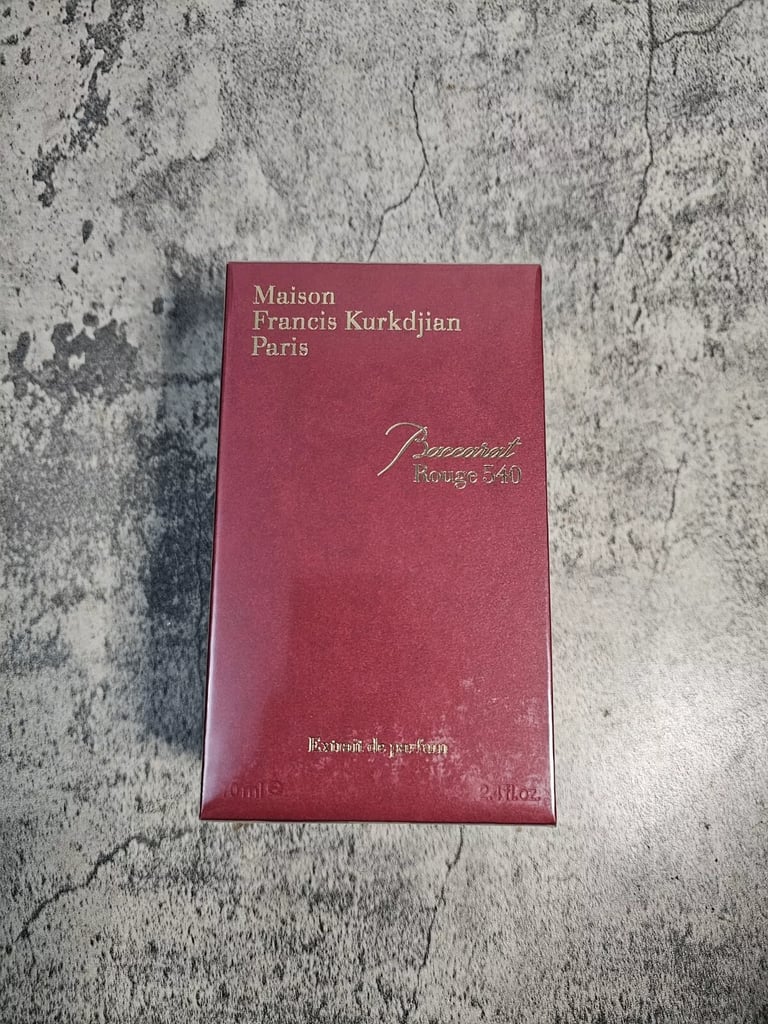 Maison
Francis Kurkdjian
Paris
Baccarat
Rouge 540
Extrait de parfum
2.4 fl.oz.